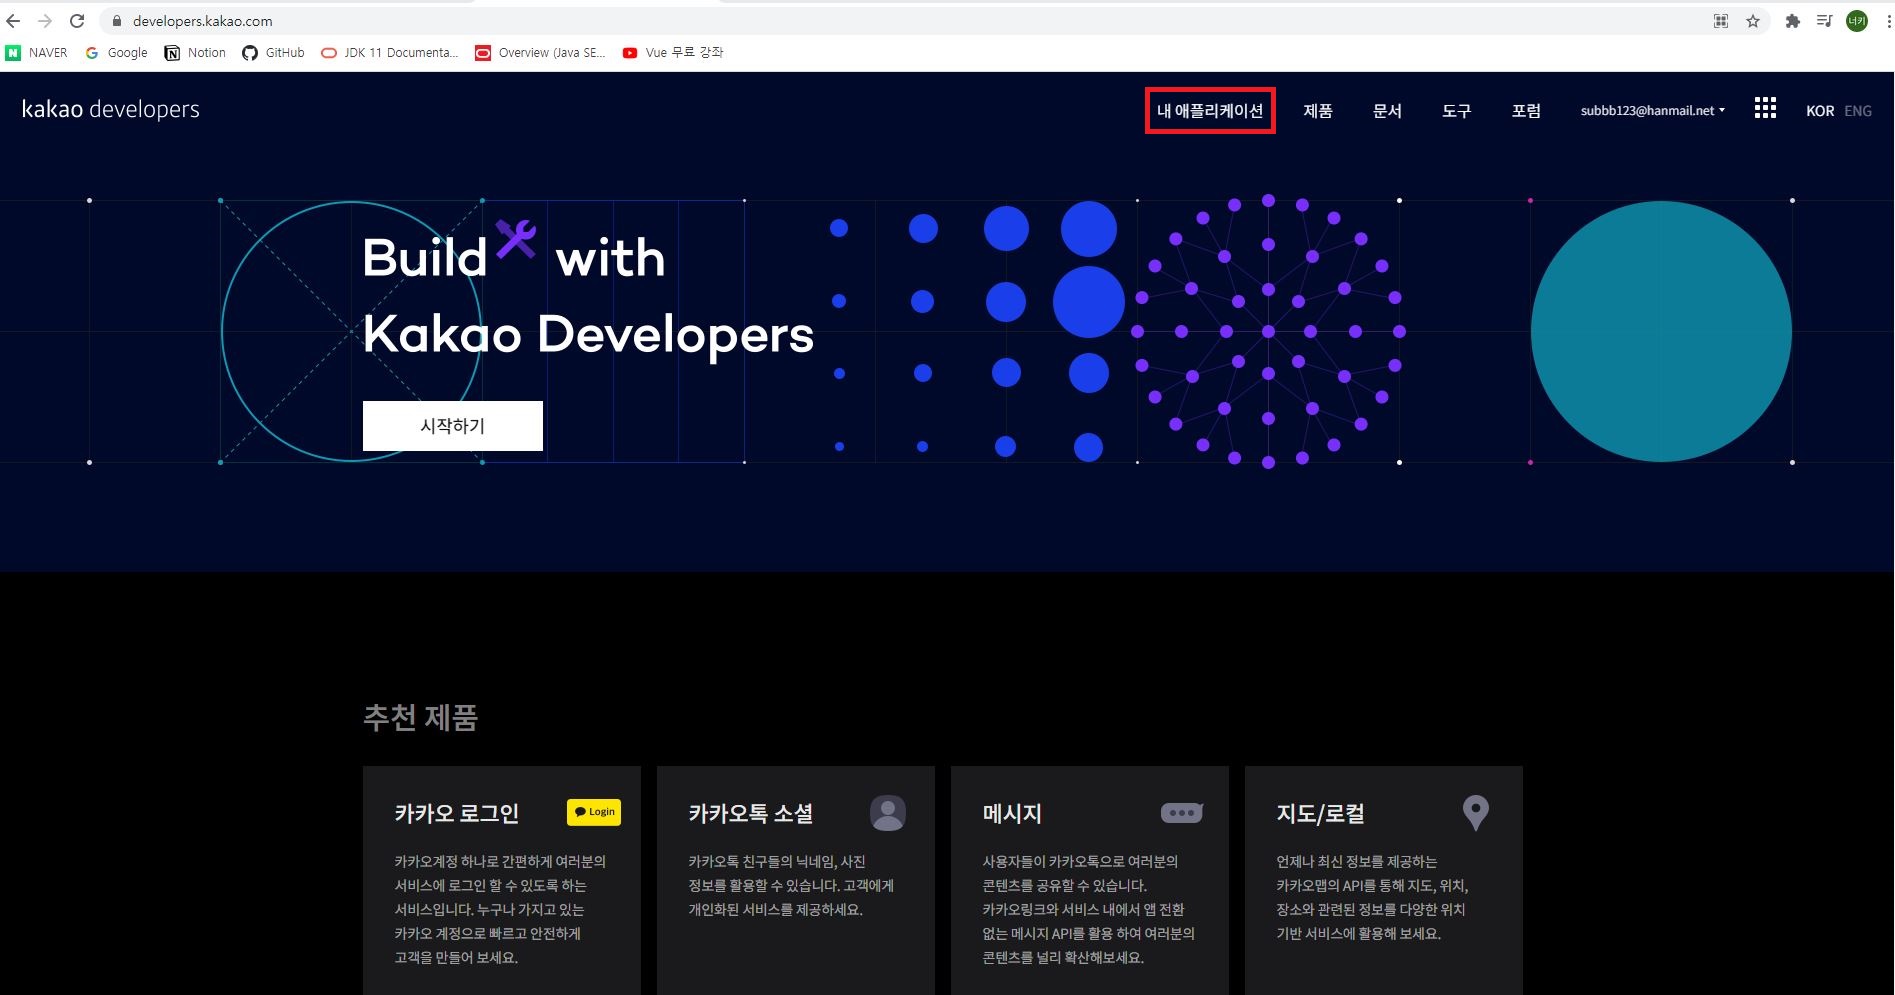 developers.kakao.com
너키
NAVER
Google
Notion
GitHub
JDK 11 Documenta...
Overview (Java SE...
Vue 무료 강좌
kakao developers
내 애플리케이션
제품
문서
도구
포럼
subbb123@hanmail.net
KOR ENG
Build with
Kakao Developers
시작하기
추천 제품
카카오 로그인
Login
카카오계정 하나로 간편하게 여러분의
서비스에 로그인 할 수 있도록 하는
서비스입니다. 누구나 가지고 있는
카카오 계정으로 빠르고 안전하게
고객을 만들어 보세요.
카카오톡 소셜
카카오톡 친구들의 닉네임, 사진
정보를 활용할 수 있습니다. 고객에게
개인화된 서비스를 제공하세요.
메시지
사용자들이 카카오톡으로 여러분의
콘텐츠를 공유할 수 있습니다.
카카오링크와 서비스 내에서 앱 전환
없는 메시지 API를 활용 하여 여러분의
콘텐츠를 널리 확산해보세요.
지도/로컬
언제나 최신 정보를 제공하는
카카오맵의 API를 통해 지도, 위치,
장소와 관련된 정보를 다양한 위치
기반 서비스에 활용해 보세요.